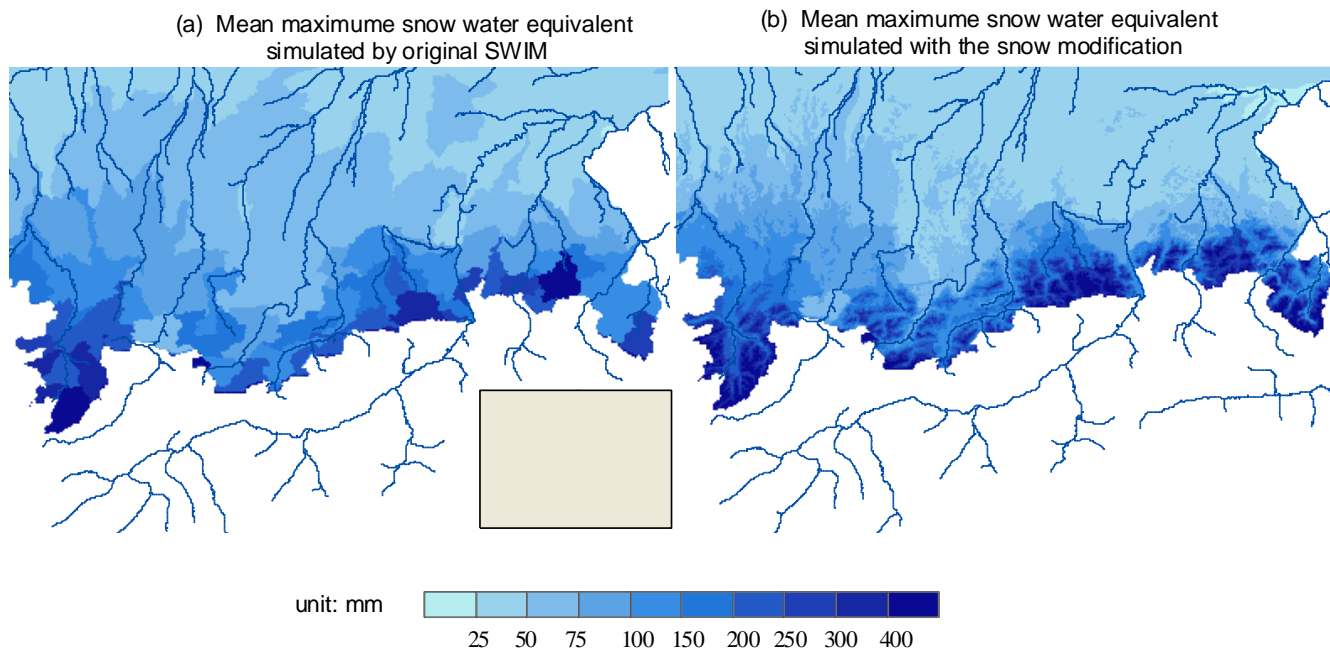 (a) Mean maximume snow water equivalent
simulated by original SWIM
(b) Mean maximume snow water equivalent
simulated with the snow modification
unit: mm
25 50 75 100 150 200 250 300 400